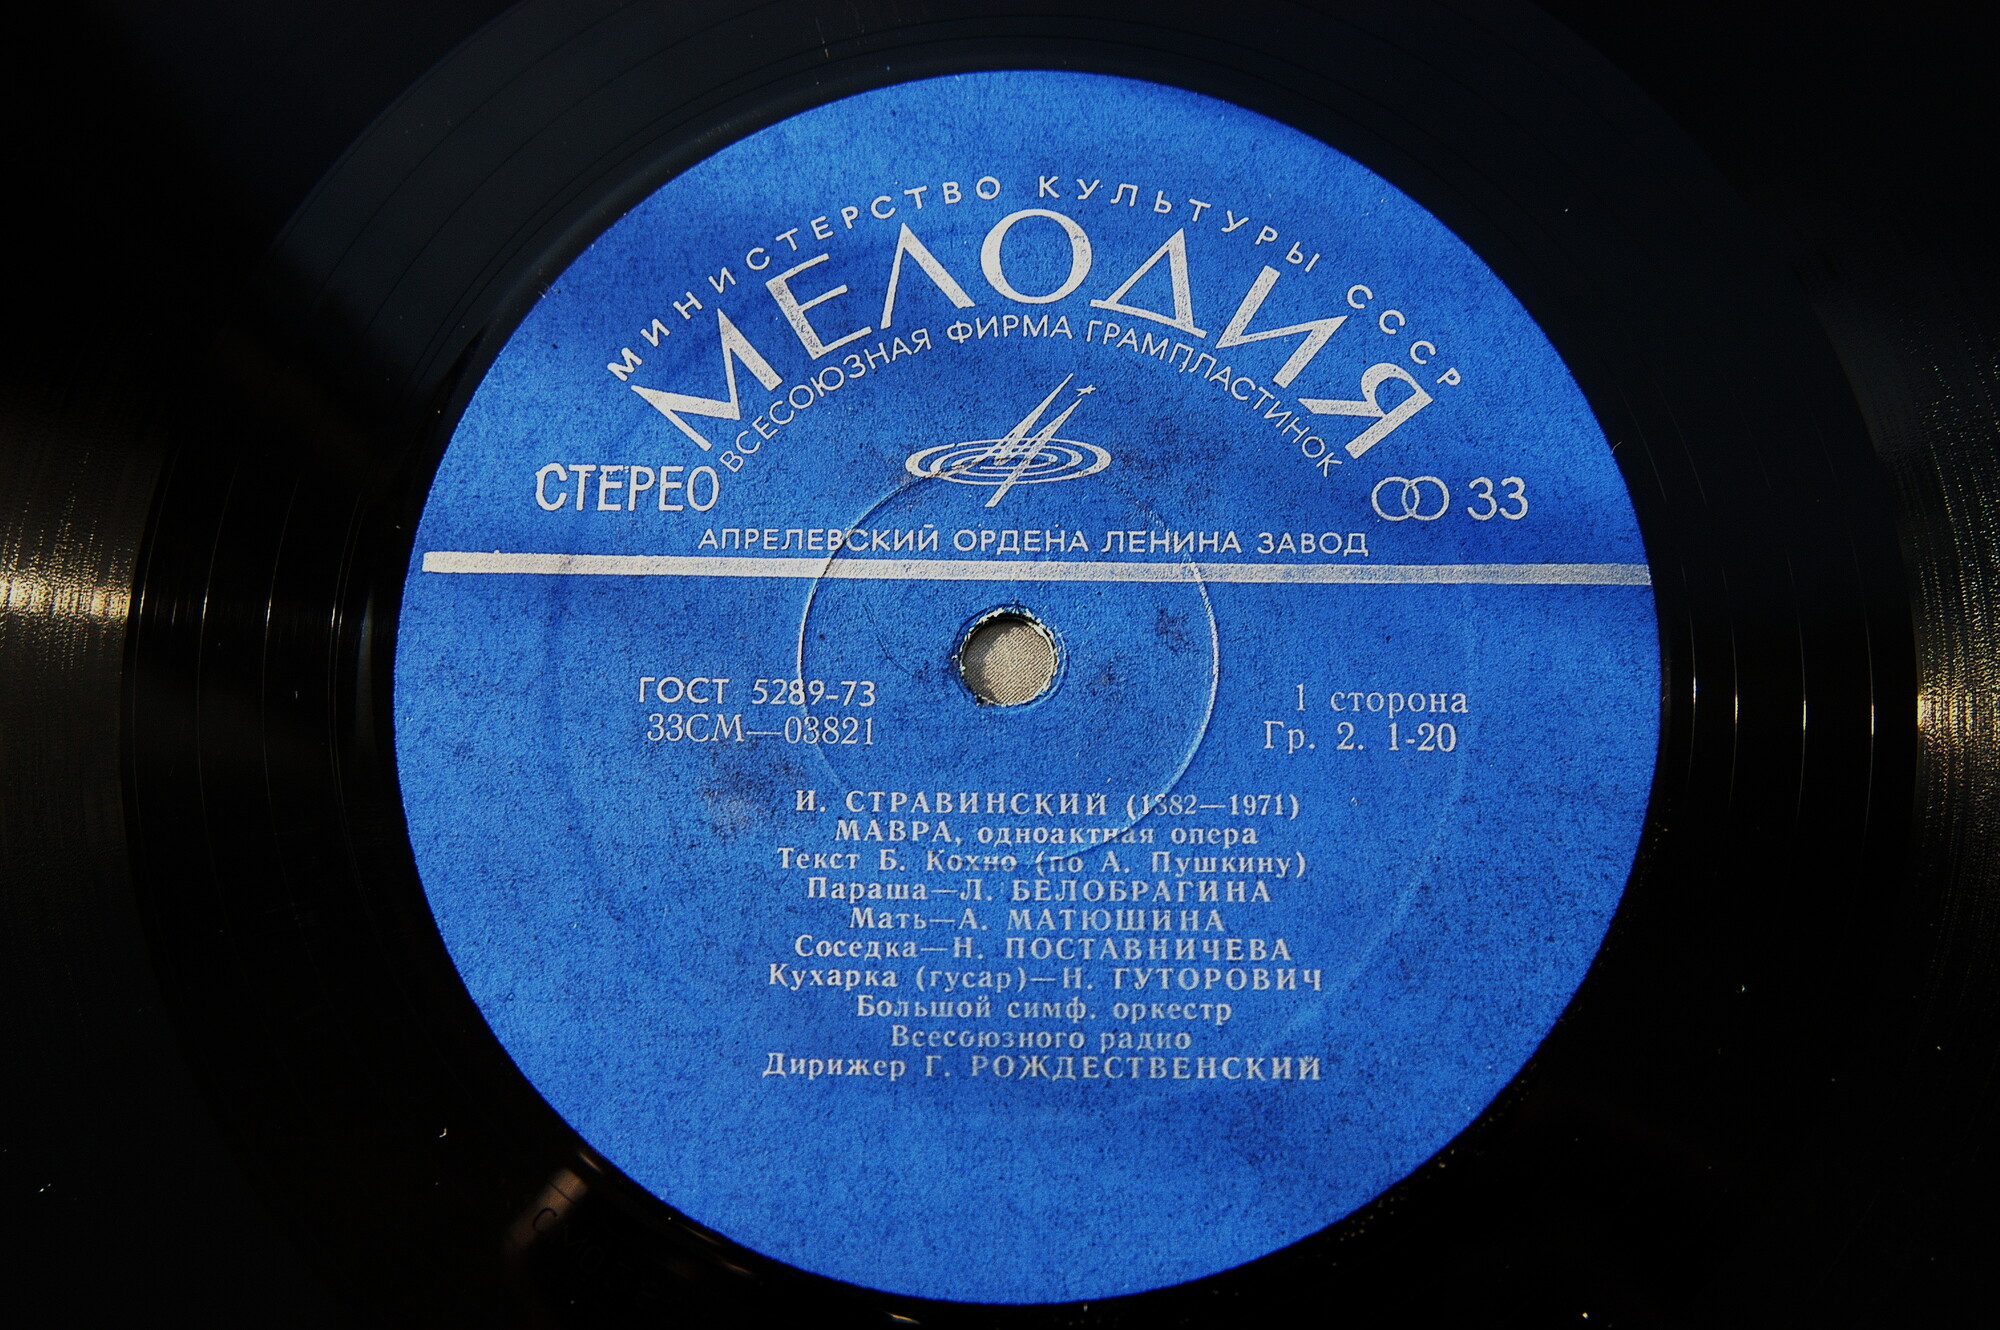 МИНИСТЕРСТВО КУЛЬТУРЫ СССР
МЕЛОДИЯ
ВСЕСОЮЗНАЯ ФИРМА ГРАМПЛАСТИНОК
СТЕРЕО
33
АПРЕЛЕВСКИЙ ОРДЕНА ЛЕНИНА ЗАВОД
ГОСТ 5289-73
33СМ—03821
1 сторона
Гр. 2. 1-20
И. СТРАВИНСКИЙ (1882—1971)
МАВРА, одноактная опера
Текст Б. Кохно (по А. Пушкину)
Параша—Л. БЕЛОБРАГИНА
Мать—А. МАТЮШИНА
Соседка—Н. ПОСТАВНИЧЕВА
Кухарка (гусар)—Н. ГУТОРОВИЧ
Большой симф. оркестр
Всесоюзного радио
Дирижер Г. РОЖДЕСТВЕНСКИЙ